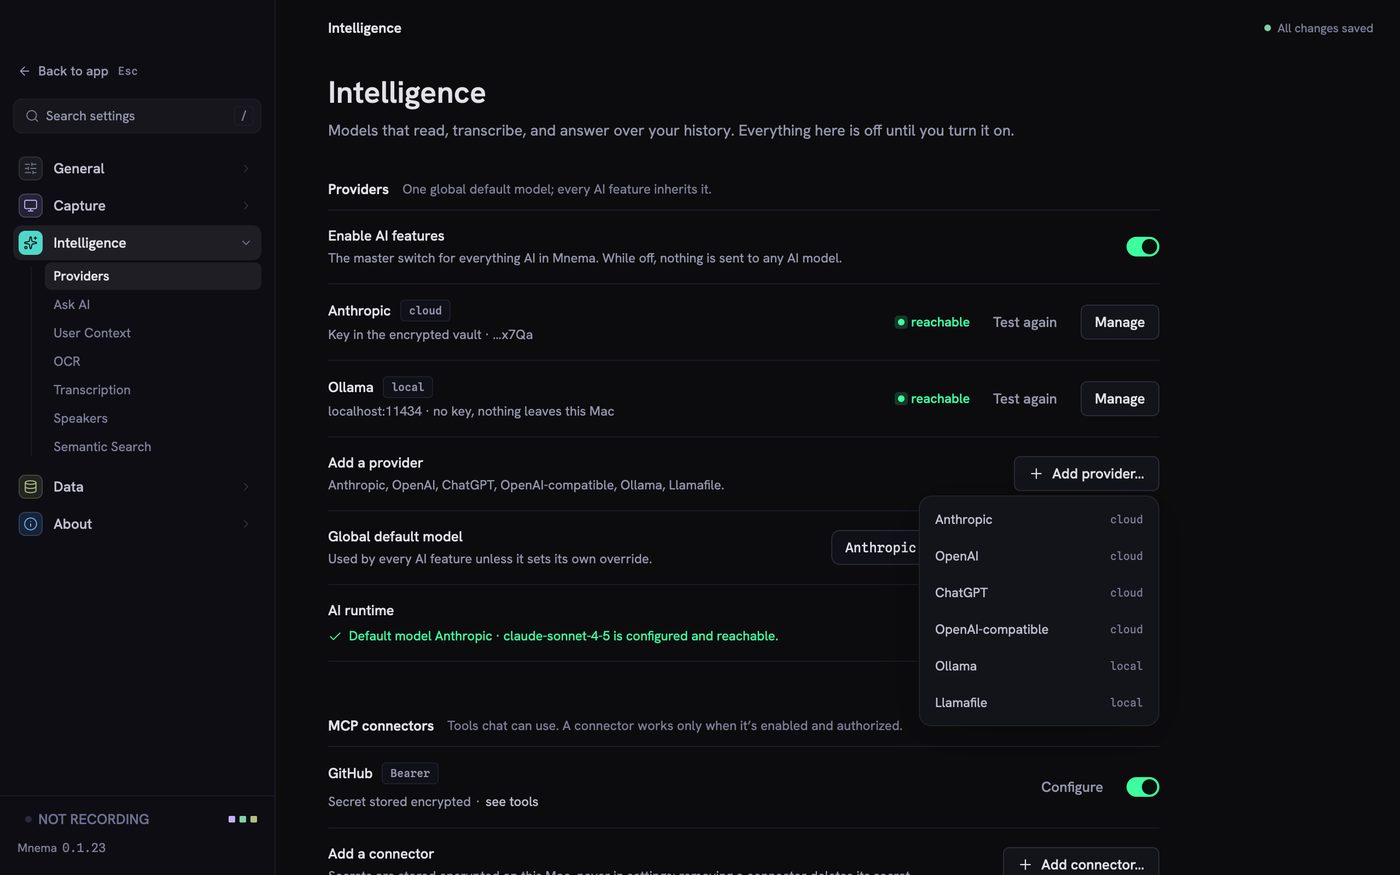 Intelligence
All changes saved
Back to app Esc
Search settings /
General
Capture
Intelligence
Providers
Ask AI
User Context
OCR
Transcription
Speakers
Semantic Search
Data
About
NOT RECORDING
Mnema 0.1.23
Intelligence
Models that read, transcribe, and answer over your history. Everything here is off until you turn it on.
Providers One global default model; every AI feature inherits it.
Enable AI features
The master switch for everything AI in Mnema. While off, nothing is sent to any AI model.
Anthropic cloud
Key in the encrypted vault · …x7Qa
reachable Test again Manage
Ollama local
localhost:11434 · no key, nothing leaves this Mac
reachable Test again Manage
Add a provider
Anthropic, OpenAI, ChatGPT, OpenAI-compatible, Ollama, Llamafile.
+ Add provider…
Anthropic cloud
OpenAI cloud
ChatGPT cloud
OpenAI-compatible cloud
Ollama local
Llamafile local
Global default model
Used by every AI feature unless it sets its own override.
Anthropic
AI runtime
Default model Anthropic · claude-sonnet-4-5 is configured and reachable.
MCP connectors Tools chat can use. A connector works only when it’s enabled and authorized.
GitHub Bearer
Secret stored encrypted · see tools
Configure
Add a connector
+ Add connector…